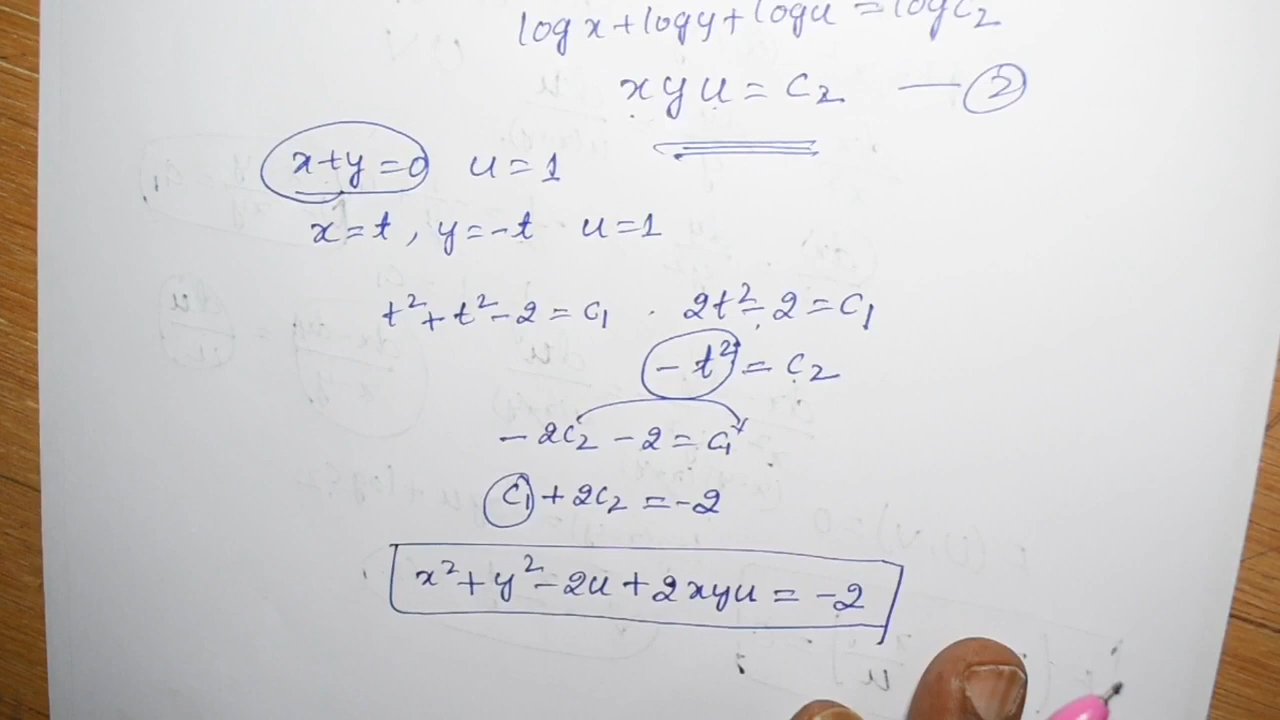 log x + log y + log u = log c₂
x y u = c₂ — ②
x+y=0 u=1
x=t, y=-t u=1
t²+t²-2=c₁ . 2t²-2=c₁
-t²=c₂
-2c₂-2=c₁
c₁+2c₂=-2
x²+y²-2u+2xyu=-2